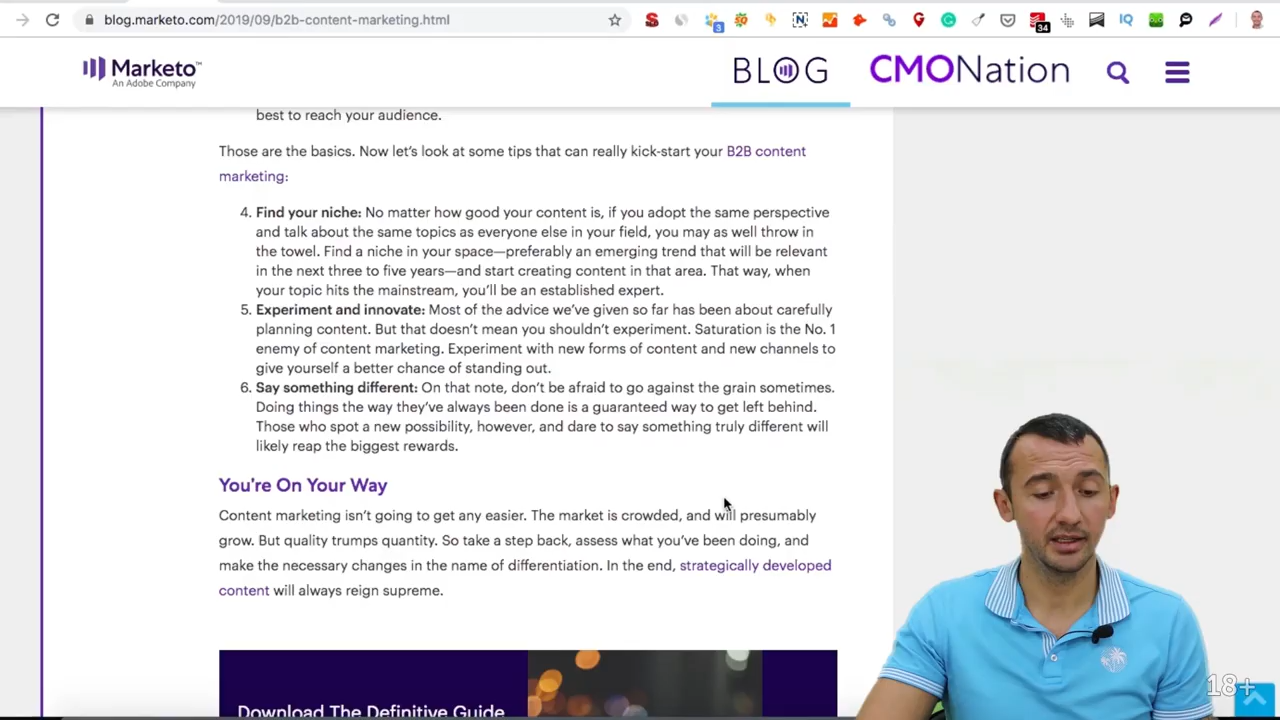 blog.marketo.com/2019/09/b2b-content-marketing.html
3
34
IQ
Marketo™
An Adobe Company
BLOG
CMONation
best to reach your audience.
Those are the basics. Now let’s look at some tips that can really kick-start your B2B content
marketing:
4. Find your niche: No matter how good your content is, if you adopt the same perspective
and talk about the same topics as everyone else in your field, you may as well throw in
the towel. Find a niche in your space—preferably an emerging trend that will be relevant
in the next three to five years—and start creating content in that area. That way, when
your topic hits the mainstream, you’ll be an established expert.
5. Experiment and innovate: Most of the advice we’ve given so far has been about carefully
planning content. But that doesn’t mean you shouldn’t experiment. Saturation is the No. 1
enemy of content marketing. Experiment with new forms of content and new channels to
give yourself a better chance of standing out.
6. Say something different: On that note, don’t be afraid to go against the grain sometimes.
Doing things the way they’ve always been done is a guaranteed way to get left behind.
Those who spot a new possibility, however, and dare to say something truly different will
likely reap the biggest rewards.
You’re On Your Way
Content marketing isn’t going to get any easier. The market is crowded, and will presumably
grow. But quality trumps quantity. So take a step back, assess what you’ve been doing, and
make the necessary changes in the name of differentiation. In the end, strategically developed
content will always reign supreme.
Download The Definitive Guide
18+